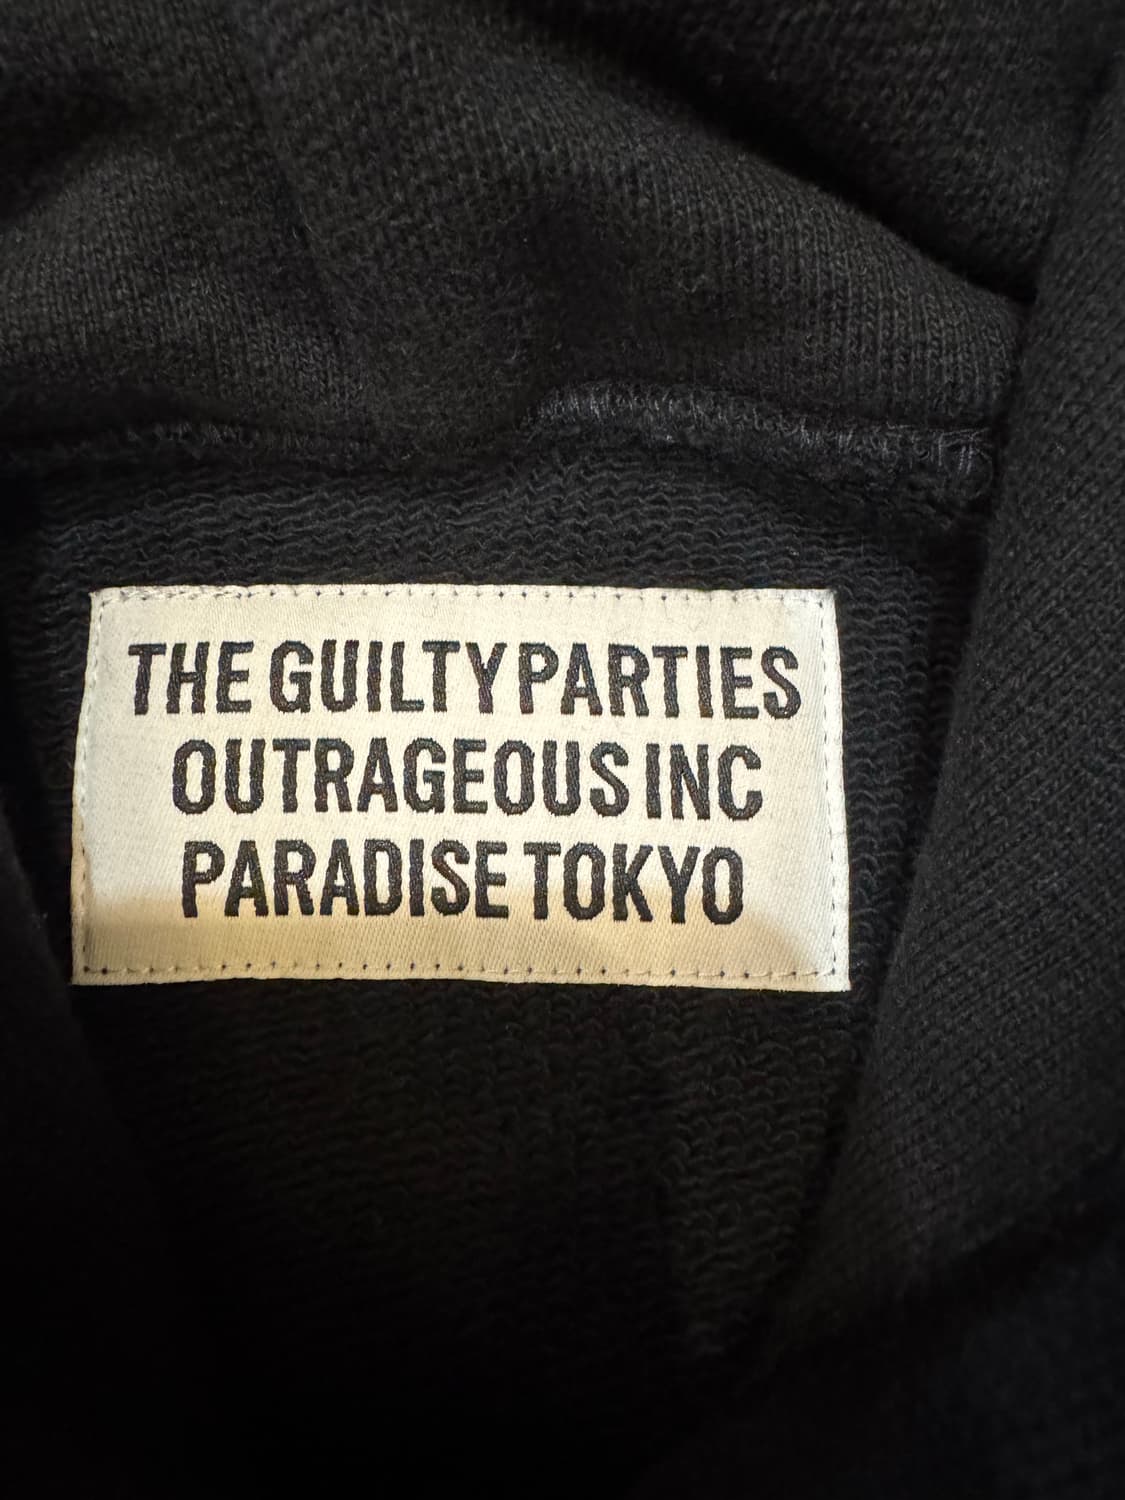 THE GUILTY PARTIES
OUTRAGEOUS INC
PARADISE TOKYO